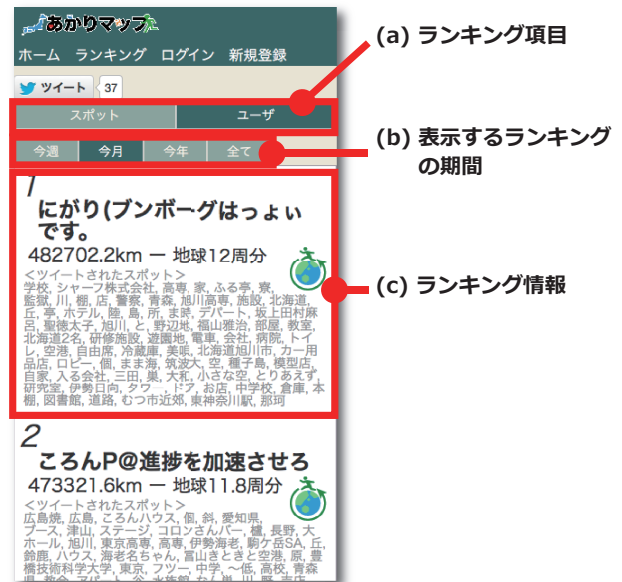 あかりマップ
ホーム ランキング ログイン 新規登録
ツイート 37
スポット ユーザ
今週 今月 今年 全て
(a) ランキング項目
(b) 表示するランキング
の期間
(c) ランキング情報
1
にがり(ブンボーグはっょぃ
です。
482702.2km ー 地球12周分
＜ツイートされたスポット＞
学校, シャーフ株式会社, 高専, 家, ふる亭, 寮,
監獄, 川, 棚, 店, 警察, 青森, 旭川高専, 施設, 北海道,
丘, 亭, ホテル, 陸, 島, 所, まど, デパート, 坂上田村麻
呂, 聖徳太子, 旭川, と, 野辺地, 福山雅治, 部屋, 教室,
北海道2名, 研修施設, 遊園地, 電車, 会社, 病院, トイ
レ, 空港, 自由席, 冷蔵庫, 美唄, 北海道旭川市, カー用
品店, ロビー, 個, まま海, 筑波大, 空, 種子島, 模型店,
自家, 入る会社, 三田, 巣, 大和, 小さな空, とりあえず,
研究室, 伊勢日向, タワー, ドア, お店, 中学校, 倉庫, 本
棚, 図書館, 道路, むつ市近郊, 東神奈川駅, 那珂
2
ころんP@進捗を加速させろ
473321.6km ー 地球11.8周分
＜ツイートされたスポット＞
広島焼, 広島, ころんハウス, 個, 斜, 愛知県,
ブース, 津山, ステージ, コロンさんバー, 櫨, 長野, 大
ホール, 旭川, 東京高専, 高専, 伊勢海老, 駒ケ岳SA, 丘,
鈴鹿, ハウス, 海老名ちゃん, 富山きときと空港, 原, 豊
橋技術科学大学, 東京, フツー, 中学, 〜低, 高校, 青森